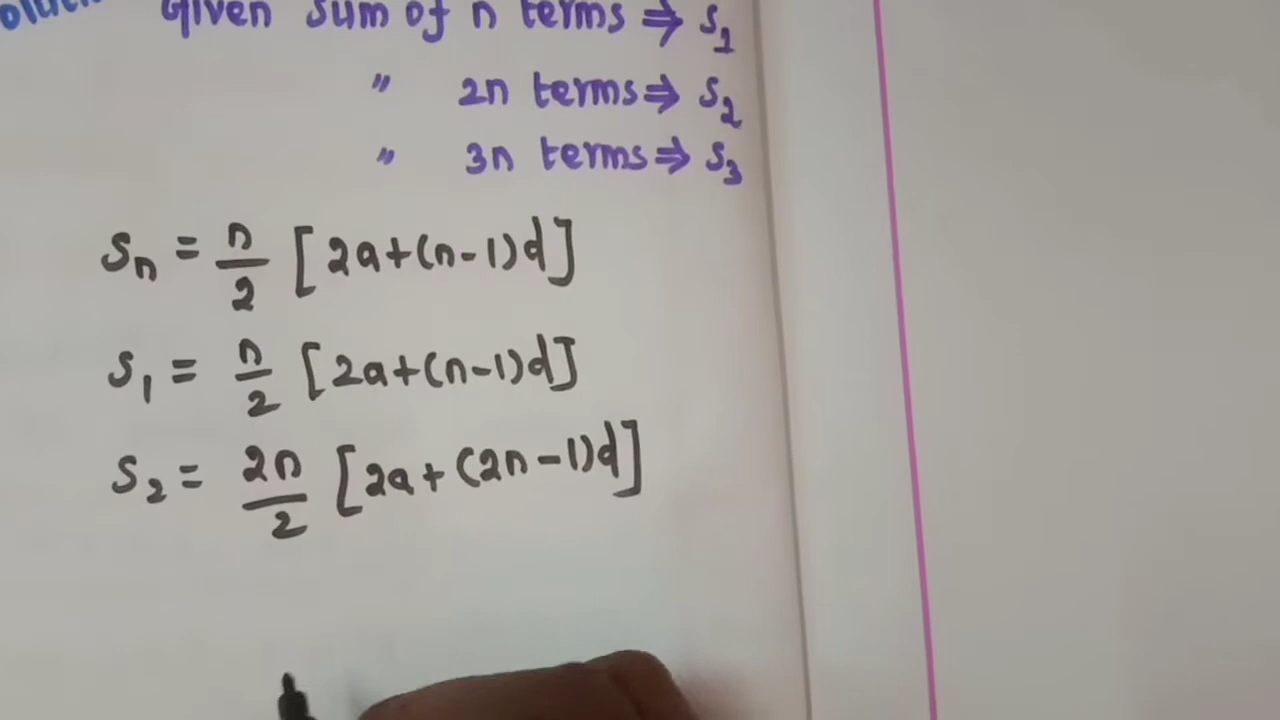 Given sum of n terms ⇒ S₁
" 2n terms ⇒ S₂
" 3n terms ⇒ S₃
Sₙ = n/2 [2a+(n-1)d]
S₁ = n/2 [2a+(n-1)d]
S₂ = 2n/2 [2a+(2n-1)d]